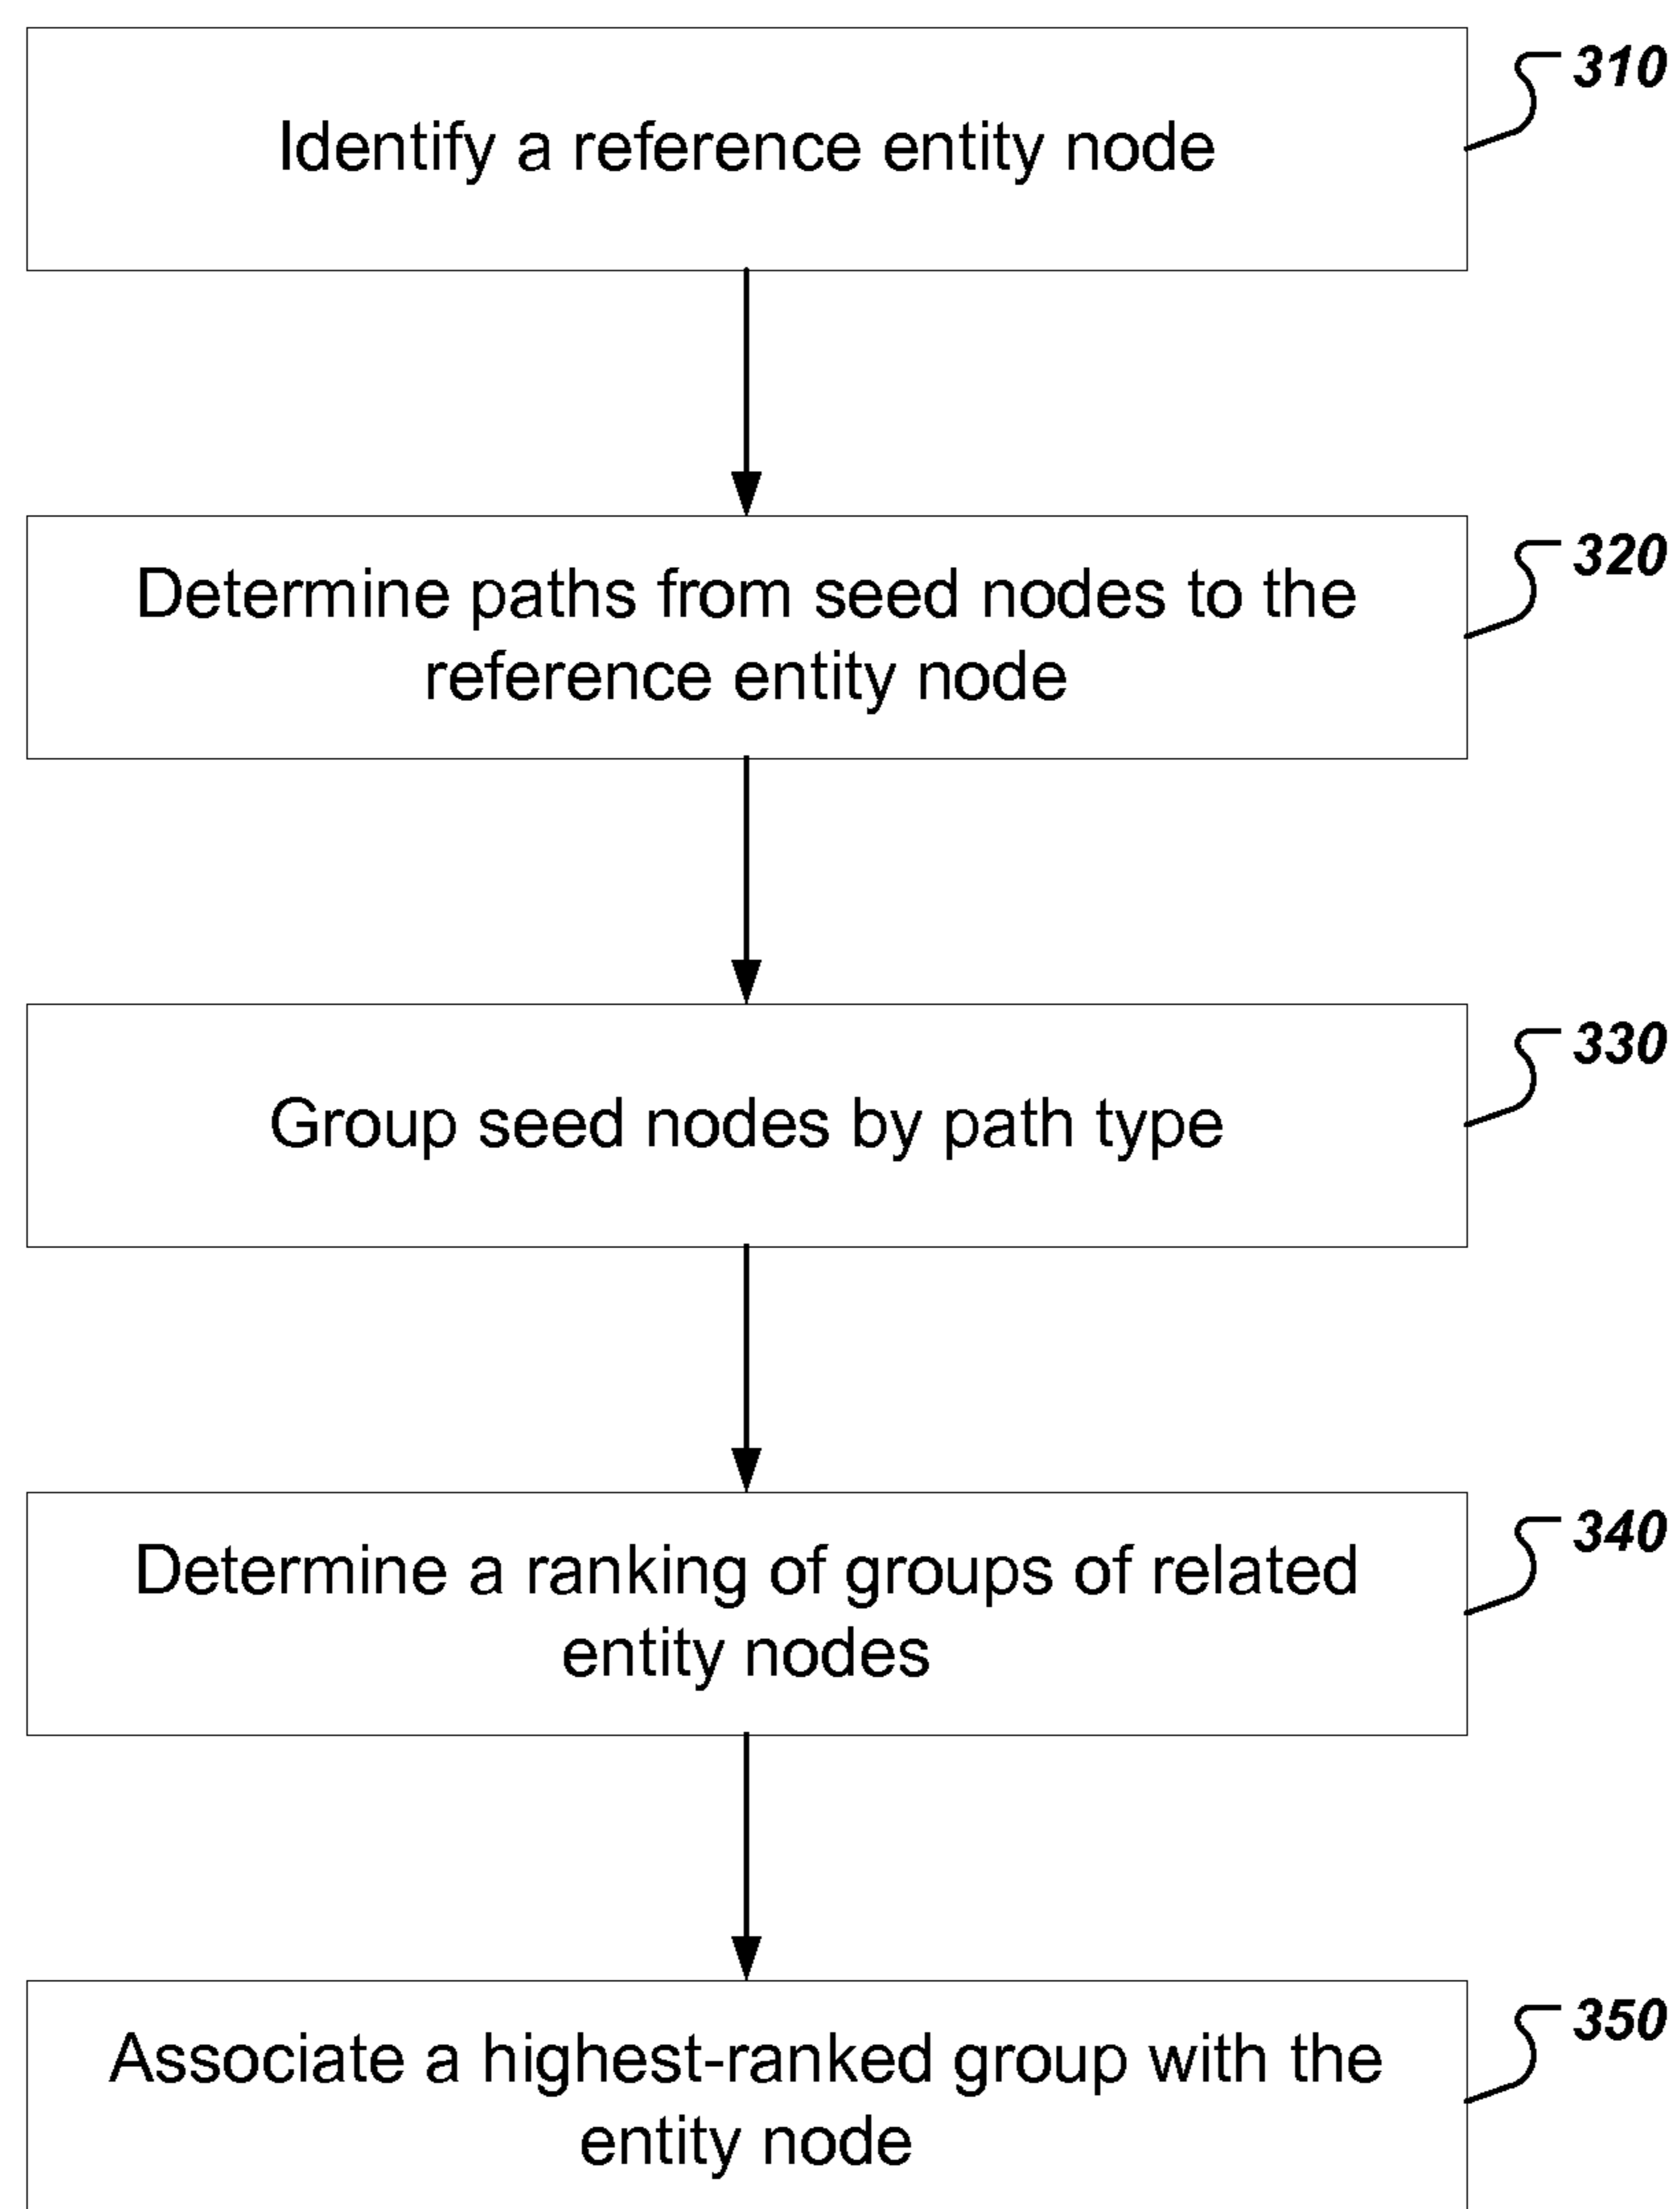 Identify a reference entity node
310
Determine paths from seed nodes to the
reference entity node
320
Group seed nodes by path type
330
Determine a ranking of groups of related
entity nodes
340
Associate a highest-ranked group with the
entity node
350